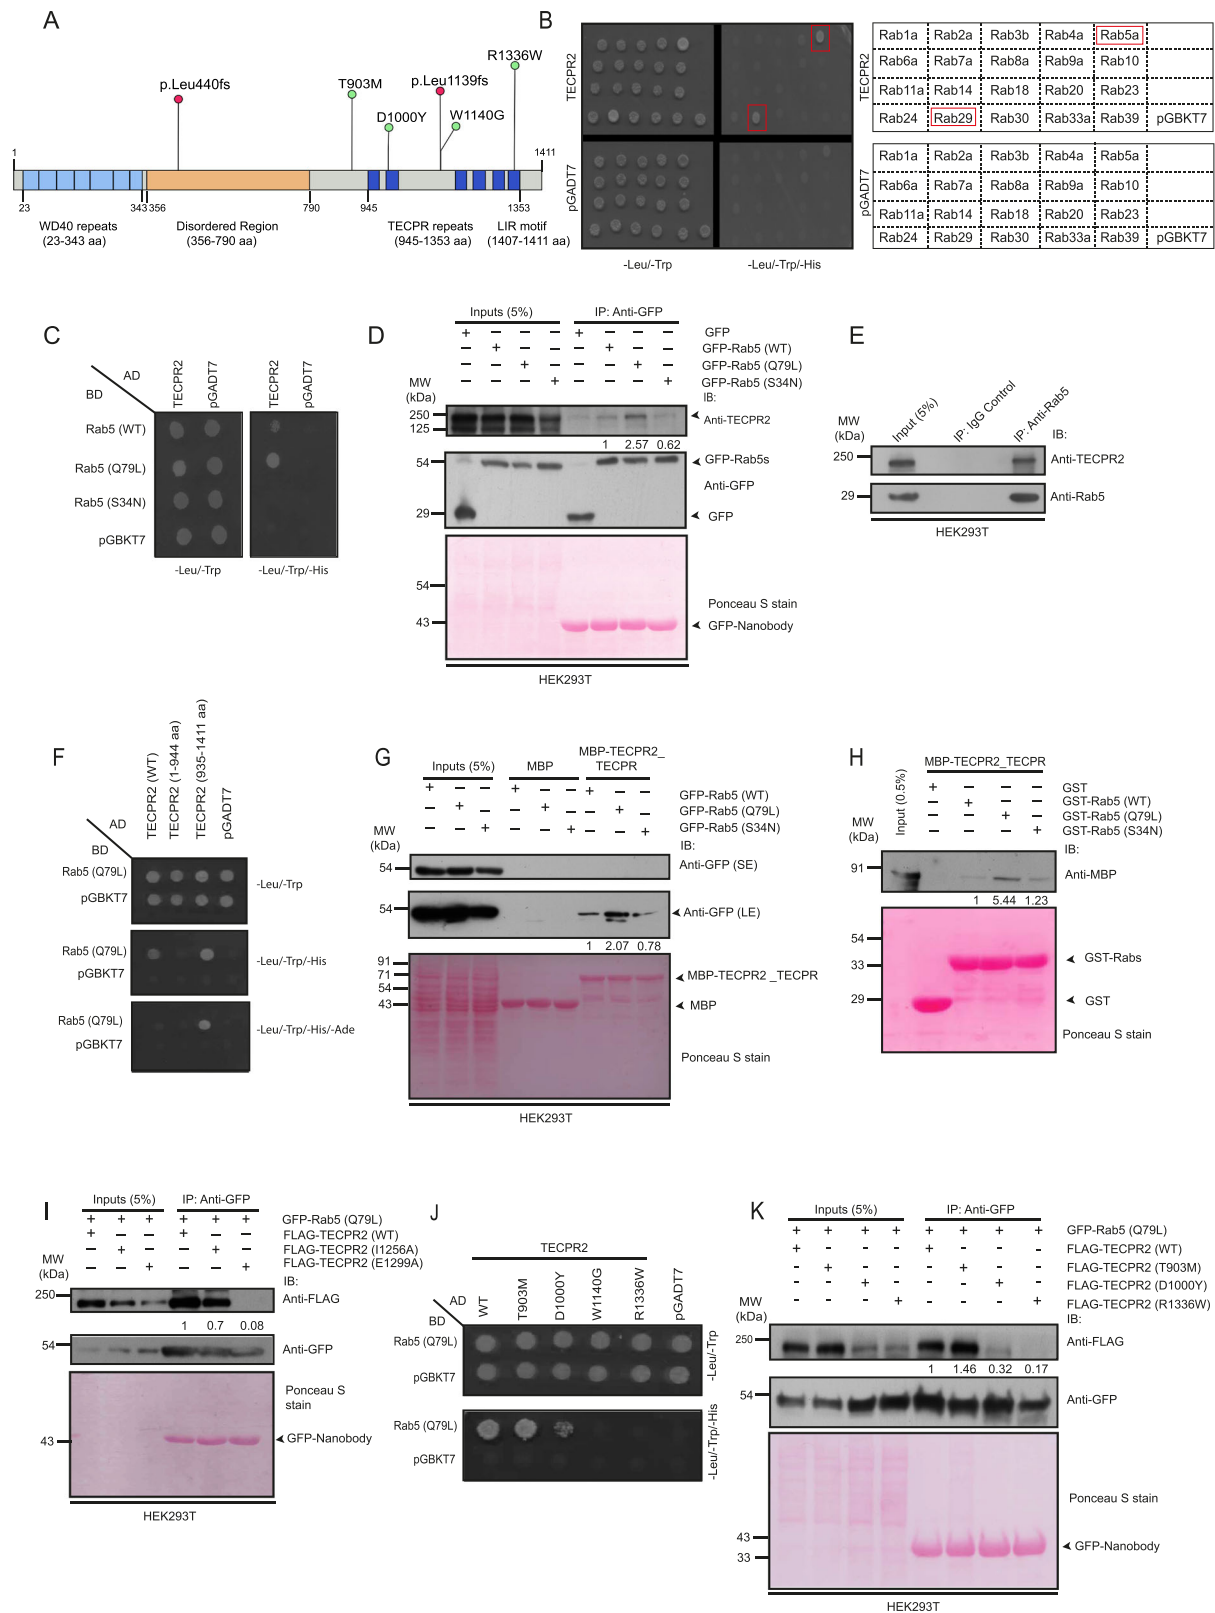 A
p.Leu440fs
T903M
R1336W
p.Leu1139fs
D1000Y
W1140G
1
1411
23
343
356
790
945
1353
WD40 repeats
(23-343 aa)
Disordered Region
(356-790 aa)
TECPR repeats
(945-1353 aa)
LIR motif
(1407-1411 aa)
B
TECPR2
pGADT7
-Leu/-Trp
-Leu/-Trp/-His
TECPR2
Rab1a Rab2a Rab3b Rab4a Rab5a
Rab6a Rab7a Rab8a Rab9a Rab10
Rab11a Rab14 Rab18 Rab20 Rab23
Rab24 Rab29 Rab30 Rab33a Rab39 pGBKT7
pGADT7
Rab1a Rab2a Rab3b Rab4a Rab5a
Rab6a Rab7a Rab8a Rab9a Rab10
Rab11a Rab14 Rab18 Rab20 Rab23
Rab24 Rab29 Rab30 Rab33a Rab39 pGBKT7
C
AD
BD
TECPR2
pGADT7
TECPR2
pGADT7
Rab5 (WT)
Rab5 (Q79L)
Rab5 (S34N)
pGBKT7
-Leu/-Trp
-Leu/-Trp/-His
D
Inputs (5%) IP: Anti-GFP
+ – – – + – – – GFP
– + – – – + – – GFP-Rab5 (WT)
– – + – – – + – GFP-Rab5 (Q79L)
– – – + – – – + GFP-Rab5 (S34N)
MW
(kDa)
IB:
250
125
Anti-TECPR2
1 2.57 0.62
54
GFP-Rab5s
Anti-GFP
29
GFP
54
Ponceau S stain
43
GFP-Nanobody
HEK293T
E
MW
(kDa)
Input (5%)
IP: IgG Control
IP: Anti-Rab5
IB:
250
Anti-TECPR2
29
Anti-Rab5
HEK293T
F
AD
BD
TECPR2 (WT)
TECPR2 (1-944 aa)
TECPR2 (935-1411 aa)
pGADT7
Rab5 (Q79L)
pGBKT7
-Leu/-Trp
Rab5 (Q79L)
pGBKT7
-Leu/-Trp/-His
Rab5 (Q79L)
pGBKT7
-Leu/-Trp/-His/-Ade
G
Inputs (5%) MBP MBP-TECPR2_
TECPR
+ – – + – – + – – GFP-Rab5 (WT)
– + – – + – – + – GFP-Rab5 (Q79L)
– – + – – + – – + GFP-Rab5 (S34N)
MW
(kDa)
IB:
54
Anti-GFP (SE)
54
Anti-GFP (LE)
1 2.07 0.78
91
71
54
43
MBP-TECPR2_TECPR
MBP
Ponceau S stain
HEK293T
H
Input (0.5%)
MBP-TECPR2_TECPR
+ – – – GST
– + – – GST-Rab5 (WT)
– – + – GST-Rab5 (Q79L)
– – – + GST-Rab5 (S34N)
MW
(kDa)
IB:
91
Anti-MBP
1 5.44 1.23
54
33
GST-Rabs
29
GST
Ponceau S stain
I
Inputs (5%) IP: Anti-GFP
+ + + + + + GFP-Rab5 (Q79L)
+ – – + – – FLAG-TECPR2 (WT)
– + – – + – FLAG-TECPR2 (I1256A)
– – + – – + FLAG-TECPR2 (E1299A)
MW
(kDa)
IB:
250
Anti-FLAG
1 0.7 0.08
54
Anti-GFP
Ponceau S
stain
43
GFP-Nanobody
HEK293T
J
TECPR2
AD
BD
WT
T903M
D1000Y
W1140G
R1336W
pGADT7
Rab5 (Q79L)
pGBKT7
-Leu/-Trp
Rab5 (Q79L)
pGBKT7
-Leu/-Trp/-His
K
Inputs (5%) IP: Anti-GFP
+ + + + + + + + GFP-Rab5 (Q79L)
+ – – – + – – – FLAG-TECPR2 (WT)
– + – – – + – – FLAG-TECPR2 (T903M)
– – + – – – + – FLAG-TECPR2 (D1000Y)
– – – + – – – + FLAG-TECPR2 (R1336W)
MW
(kDa)
IB:
250
Anti-FLAG
1 1.46 0.32 0.17
54
Anti-GFP
Ponceau S stain
43
33
GFP-Nanobody
HEK293T